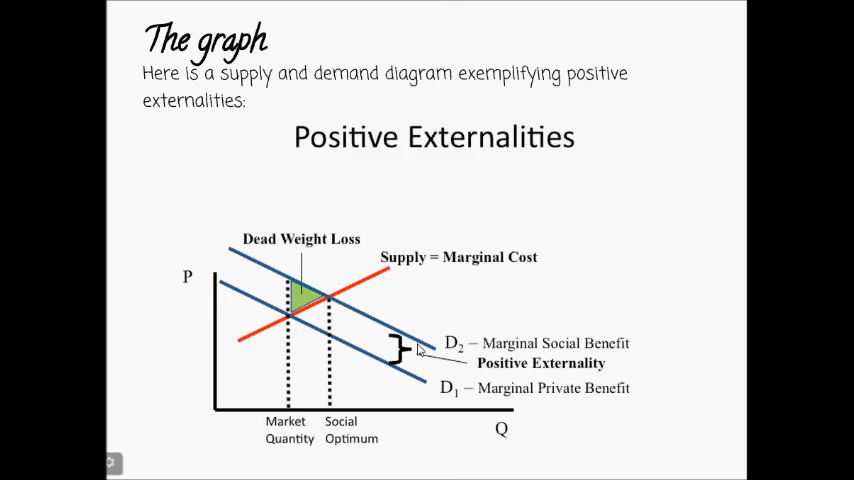 The graph
Here is a supply and demand diagram exemplifying positive
externalities:
Positive Externalities
Dead Weight Loss
Supply = Marginal Cost
P
D₂ – Marginal Social Benefit
Positive Externality
D₁ – Marginal Private Benefit
Market
Quantity
Social
Optimum
Q